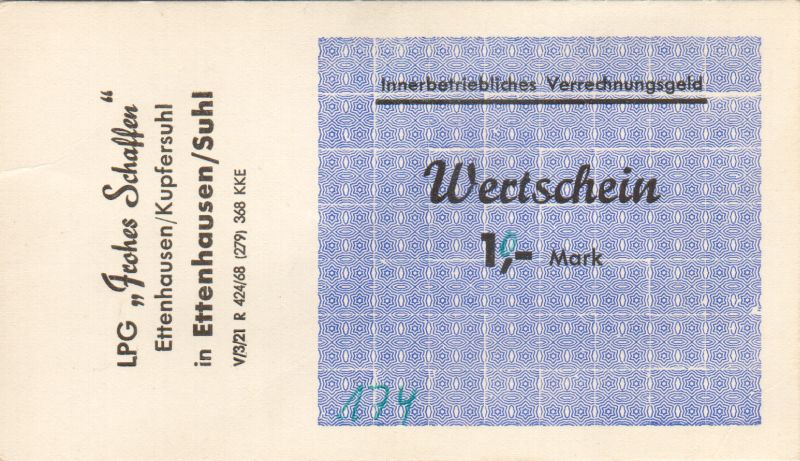 LPG „Frohes Schaffen“
Ettenhausen/Kupfersuhl
in Ettenhausen/Suhl
V/3/21 R 424/68 (279) 368 KKE
Innerbetriebliches Verrechnungsgeld
Wertschein
10,- Mark
174